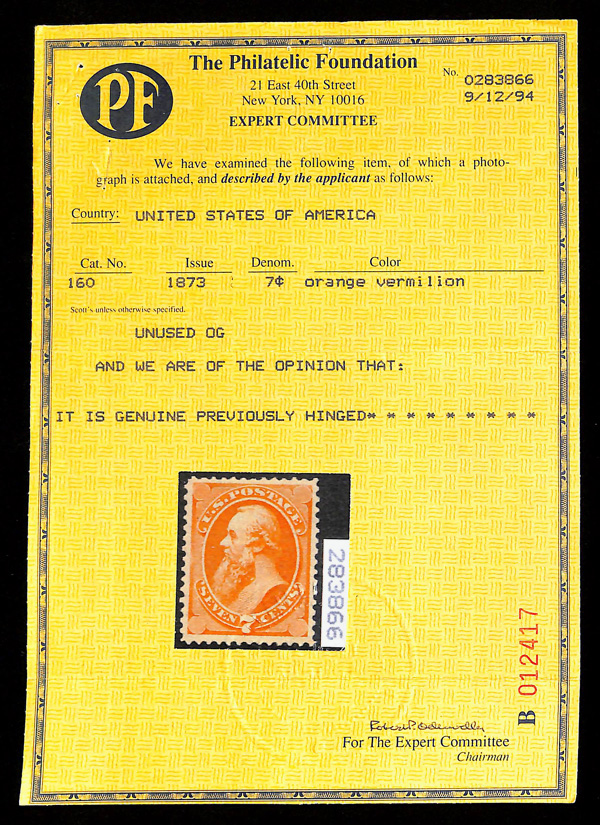 PF
The Philatelic Foundation
21 East 40th Street
New York, NY 10016
EXPERT COMMITTEE
No. 0283866
9/12/94
We have examined the following item, of which a photo-
graph is attached, and described by the applicant as follows:
Country: UNITED STATES OF AMERICA
Cat. No. Issue Denom. Color
160 1873 7¢ orange vermilion
Scott's unless otherwise specified.
UNUSED OG
AND WE ARE OF THE OPINION THAT:
IT IS GENUINE PREVIOUSLY HINGED* * * * * * * * *
U.S. POSTAGE
SEVEN 7 CENTS
283866
B 012417
For The Expert Committee
Chairman